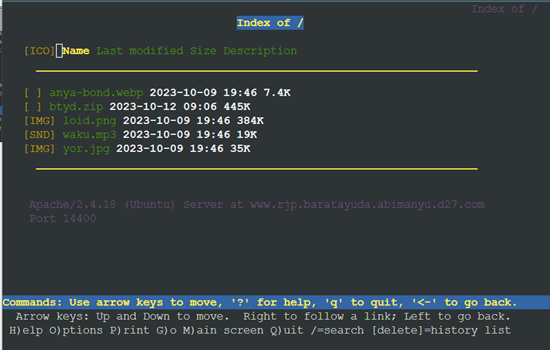 Index of /
Index of /
[ICO] Name Last modified Size Description
[ ] anya-bond.webp 2023-10-09 19:46 7.4K
[ ] btyd.zip 2023-10-12 09:06 445K
[IMG] loid.png 2023-10-09 19:46 384K
[SND] waku.mp3 2023-10-09 19:46 19K
[IMG] yor.jpg 2023-10-09 19:46 35K
Apache/2.4.18 (Ubuntu) Server at www.rjp.baratayuda.abimanyu.d27.com
Port 14400
Commands: Use arrow keys to move, '?' for help, 'q' to quit, '<-' to go back.
Arrow keys: Up and Down to move. Right to follow a link; Left to go back.
H)elp O)ptions P)rint G)o M)ain screen Q)uit /=search [delete]=history list